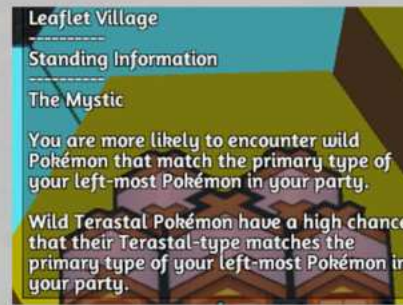 Leaflet Village
----------
Standing Information
----------
The Mystic
You are more likely to encounter wild
Pokémon that match the primary type of
your left-most Pokémon in your party.
Wild Terastal Pokémon have a high chance
that their Terastal-type matches the
primary type of your left-most Pokémon in
your party.